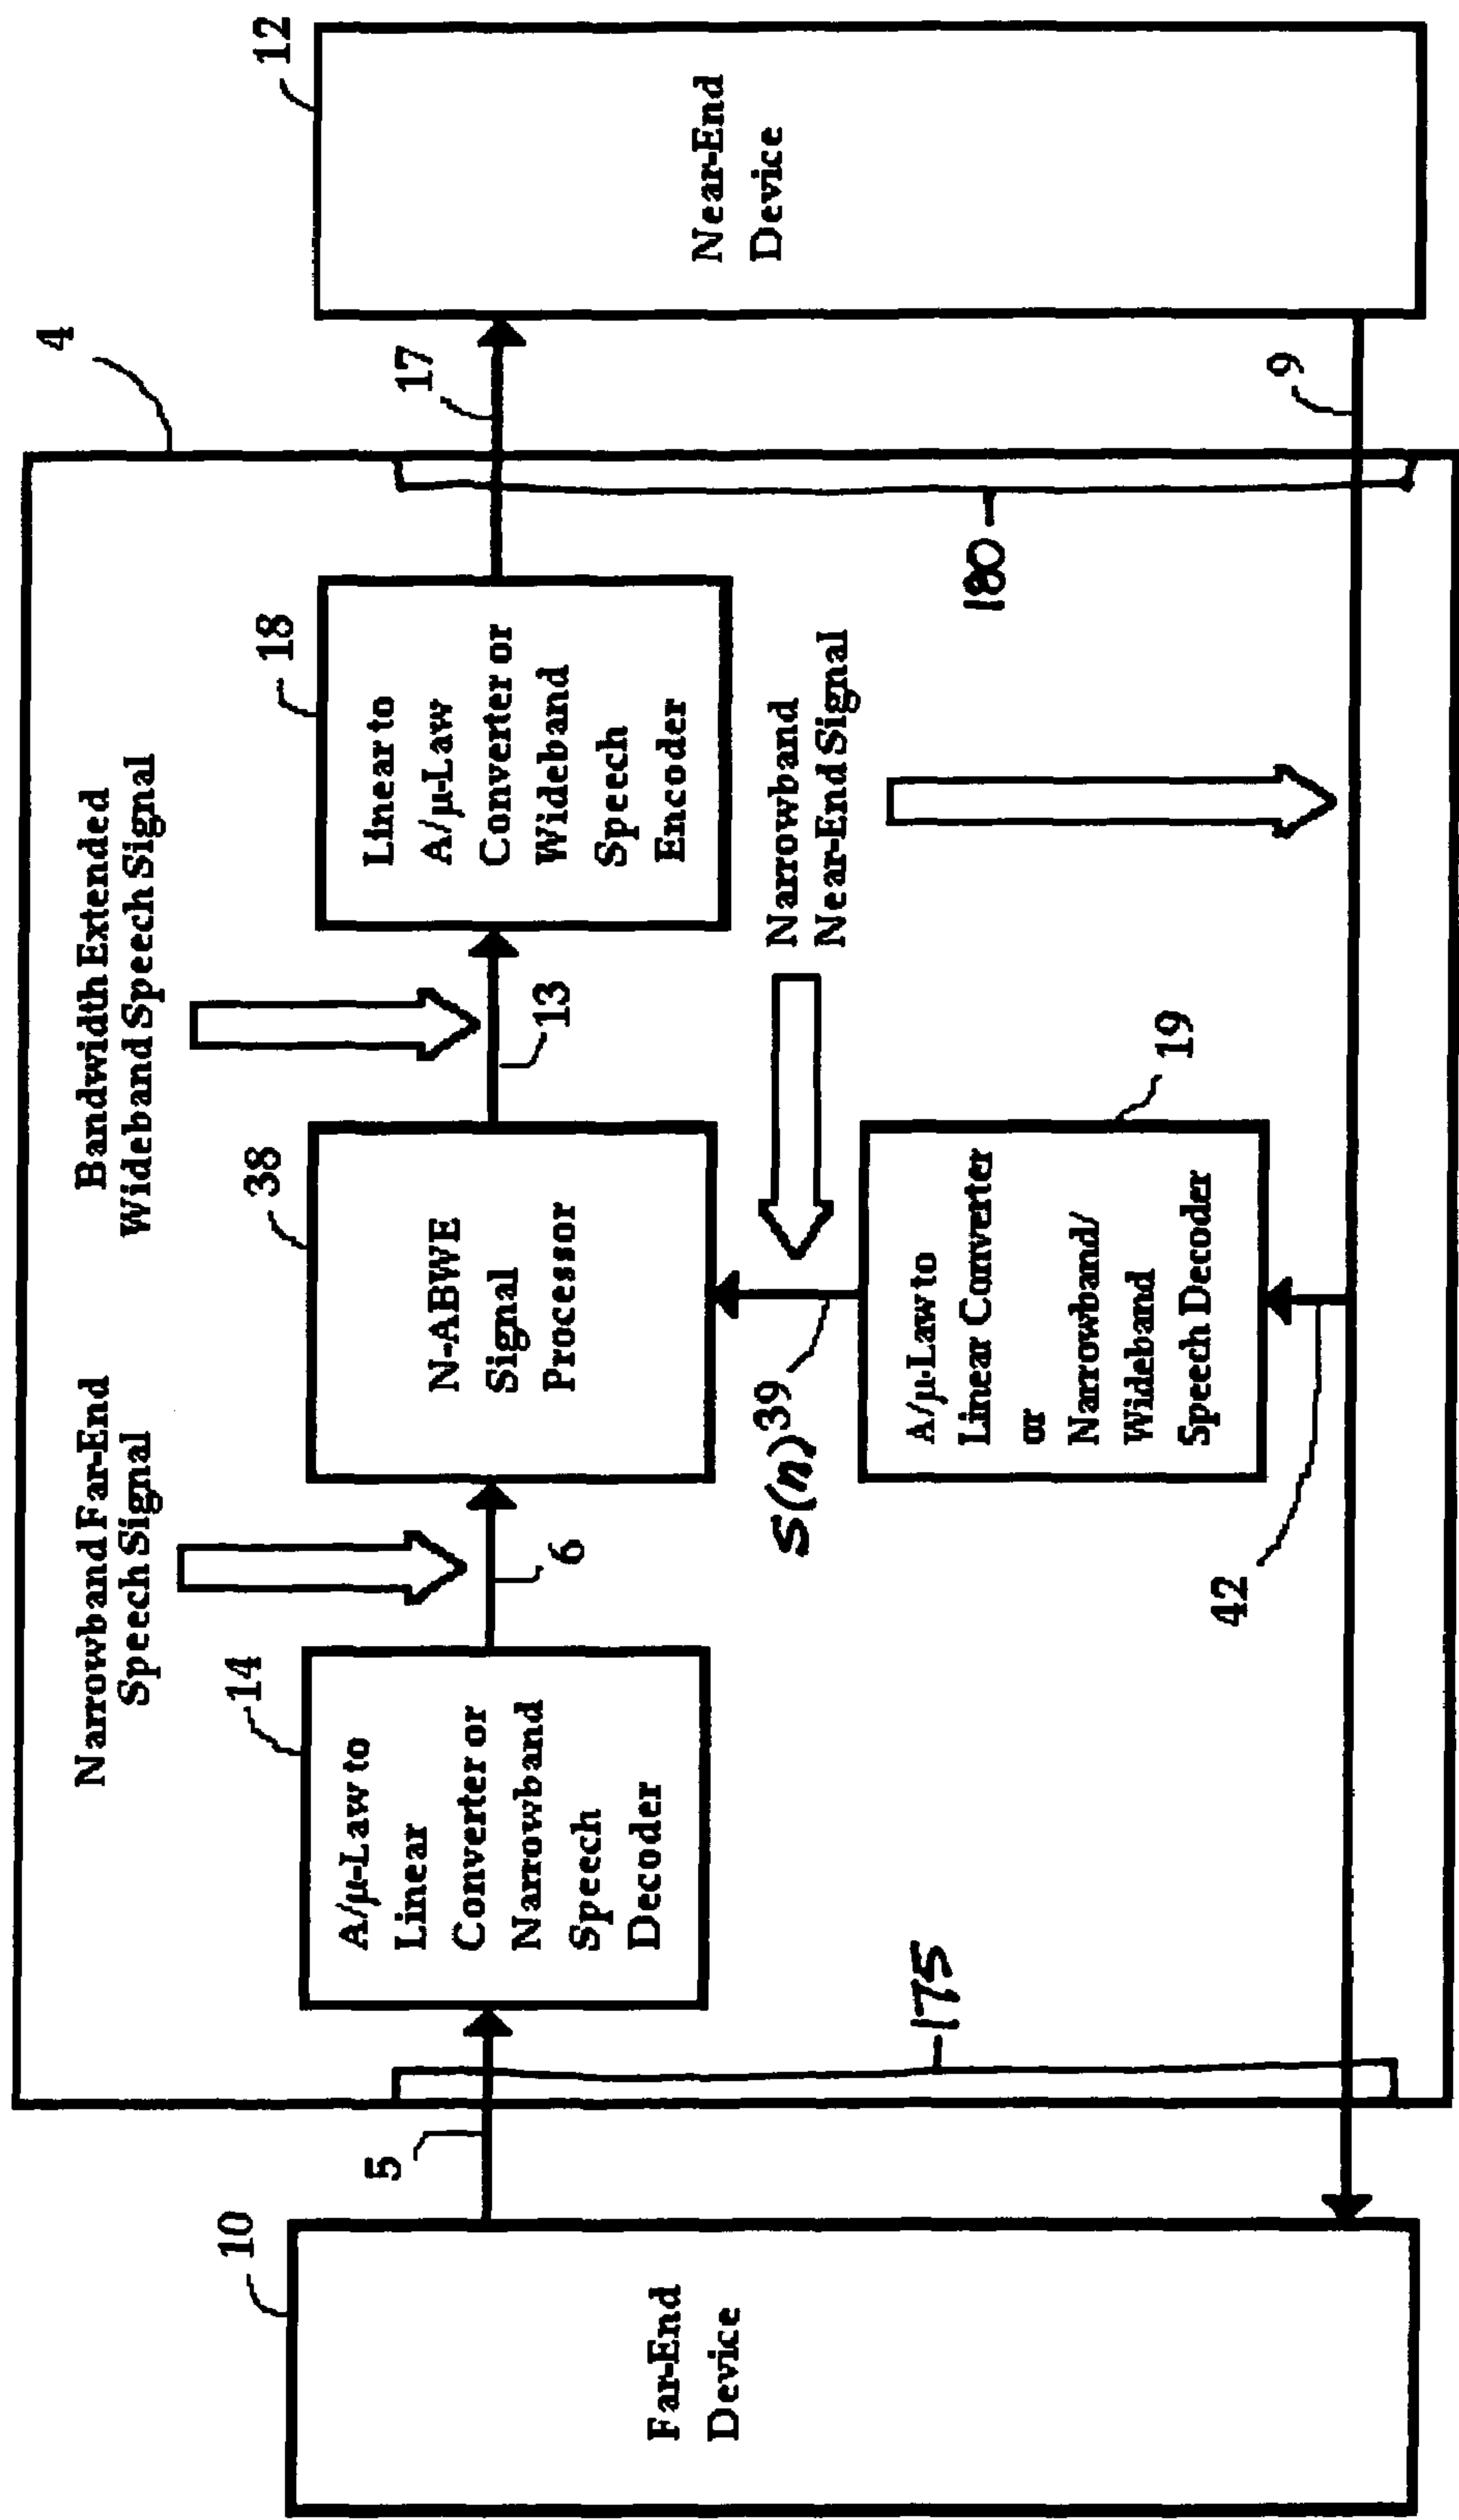 4
Narrowband Far-End
Speech Signal
Bandwidth Extended
Wideband Speech Signal
10
Far-End
Device
5
14
A/µ-Law to
Linear
Converter or
Narrowband
Speech
Decoder
6
38
N-ABWE
Signal
Processor
13
18
Linear to
A/µ-Law
Converter or
Wideband
Speech
Encoder
17
12
Near-End
Device
175
S(n) 39
Narrowband
Near-End Signal
180
19
A/µ-Law to
Linear Converter
or
Narrowband/
Wideband
Speech Decoder
42
9